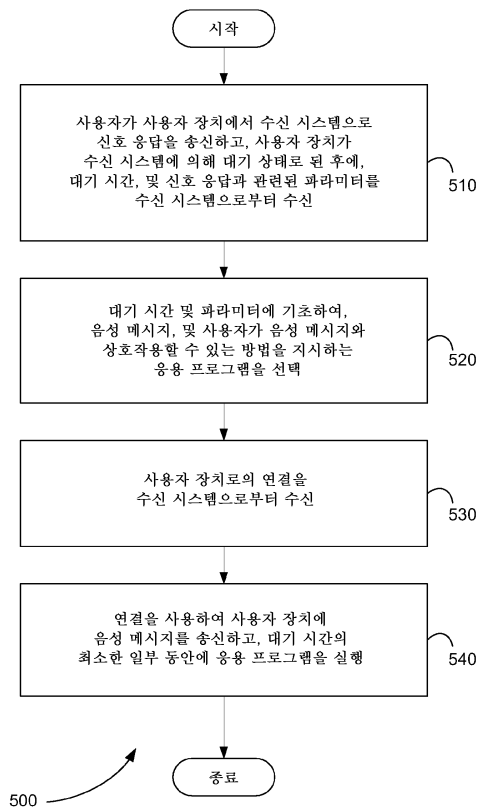 시작
사용자가 사용자 장치에서 수신 시스템으로
신호 응답을 송신하고, 사용자 장치가
수신 시스템에 의해 대기 상태로 된 후에,
대기 시간, 및 신호 응답과 관련된 파라미터를
수신 시스템으로부터 수신
510
대기 시간 및 파라미터에 기초하여,
음성 메시지, 및 사용자가 음성 메시지와
상호작용할 수 있는 방법을 지시하는
응용 프로그램을 선택
520
사용자 장치로의 연결을
수신 시스템으로부터 수신
530
연결을 사용하여 사용자 장치에
음성 메시지를 송신하고, 대기 시간의
최소한 일부 동안에 응용 프로그램을 실행
540
종료
500